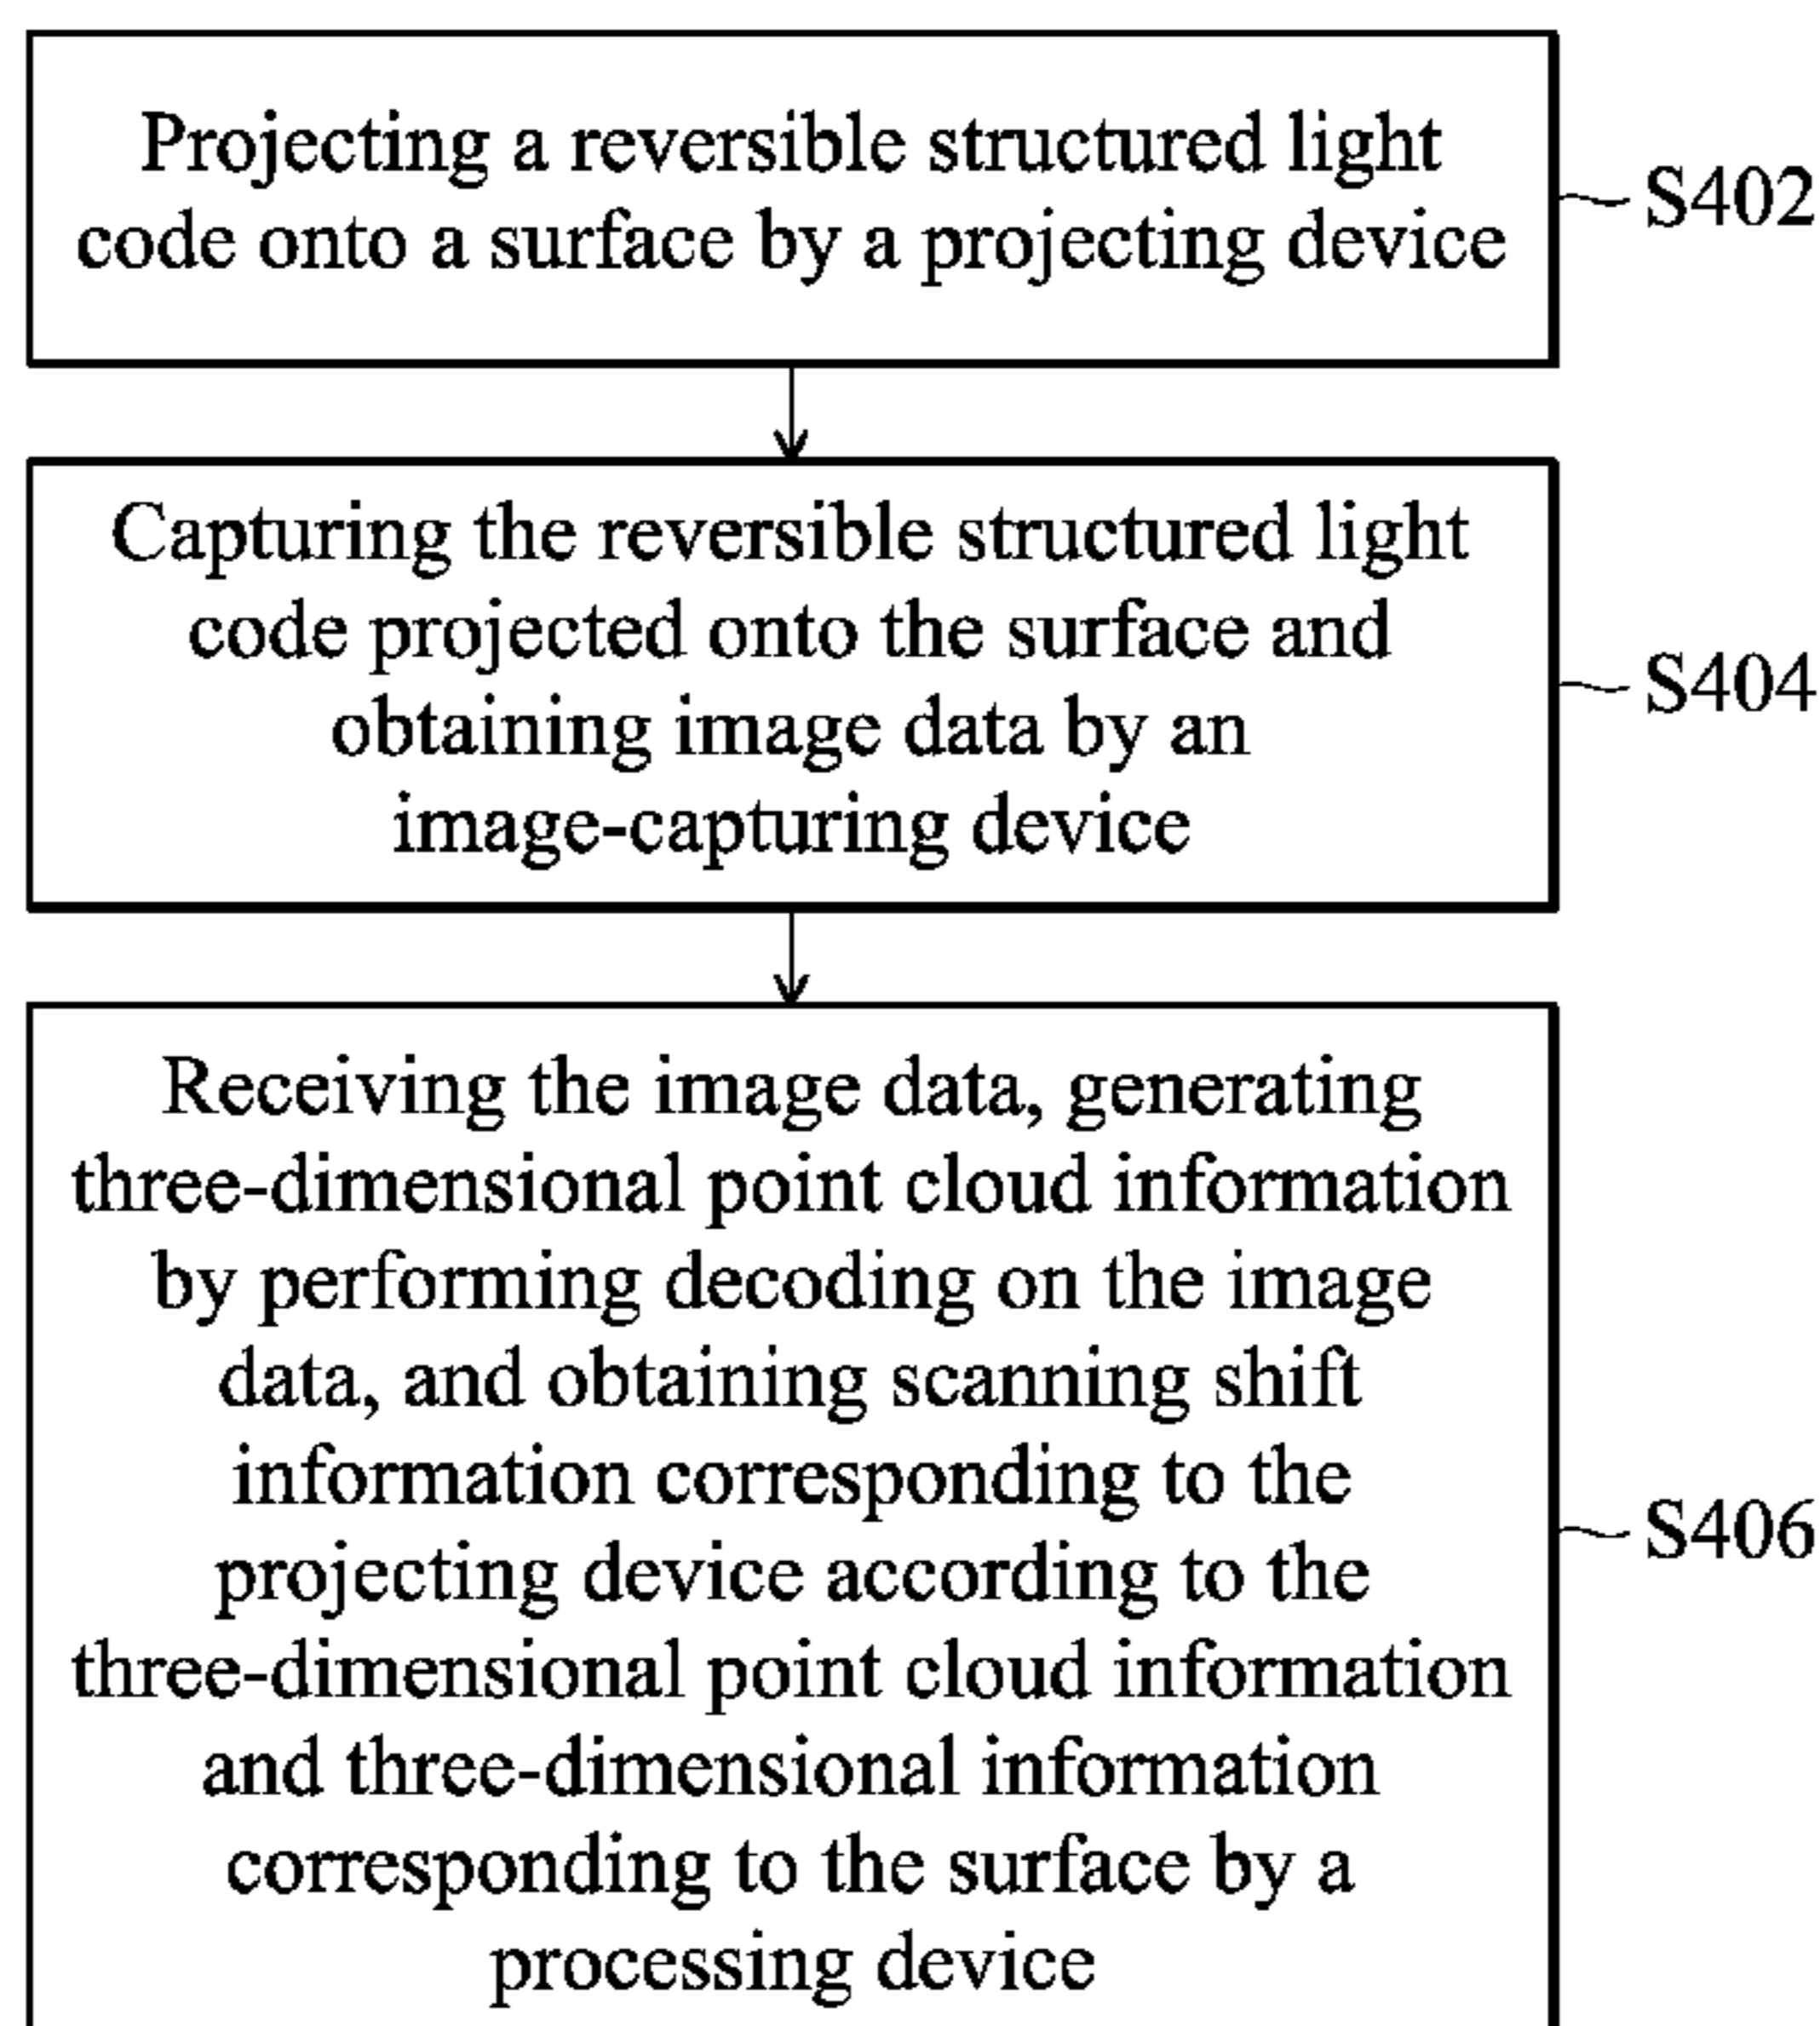 Projecting a reversible structured light
code onto a surface by a projecting device
S402
Capturing the reversible structured light
code projected onto the surface and
obtaining image data by an
image-capturing device
S404
Receiving the image data, generating
three-dimensional point cloud information
by performing decoding on the image
data, and obtaining scanning shift
information corresponding to the
projecting device according to the
three-dimensional point cloud information
and three-dimensional information
corresponding to the surface by a
processing device
S406